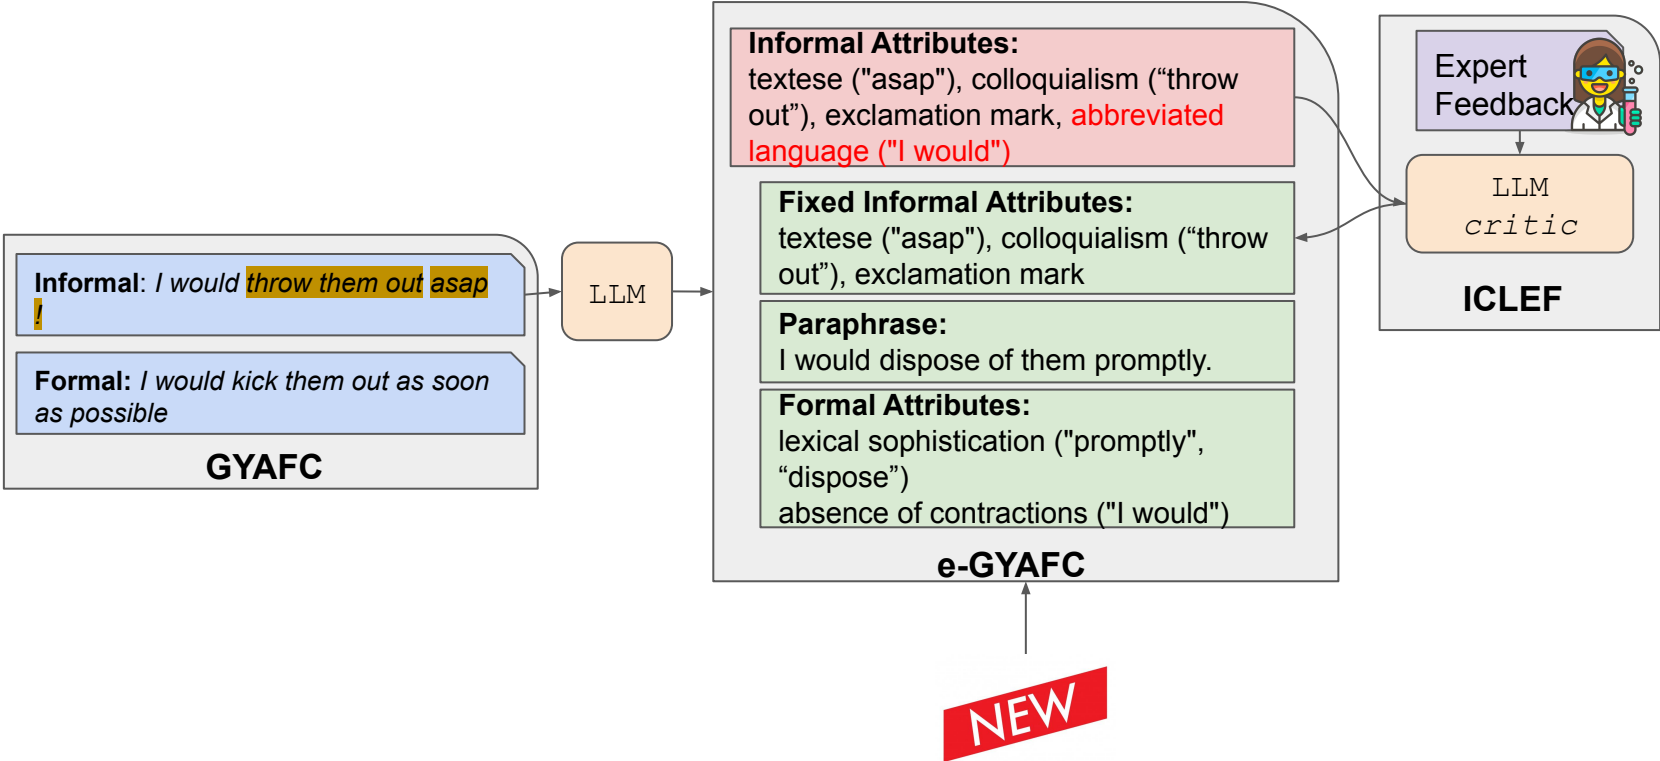 Informal: I would throw them out asap
!
Formal: I would kick them out as soon
as possible
GYAFC
LLM
Informal Attributes:
textese ("asap"), colloquialism (“throw
out”), exclamation mark, abbreviated
language ("I would")
Fixed Informal Attributes:
textese ("asap"), colloquialism (“throw
out”), exclamation mark
Paraphrase:
I would dispose of them promptly.
Formal Attributes:
lexical sophistication ("promptly",
“dispose”)
absence of contractions ("I would")
e-GYAFC
NEW
Expert
Feedback
LLM
critic
ICLEF